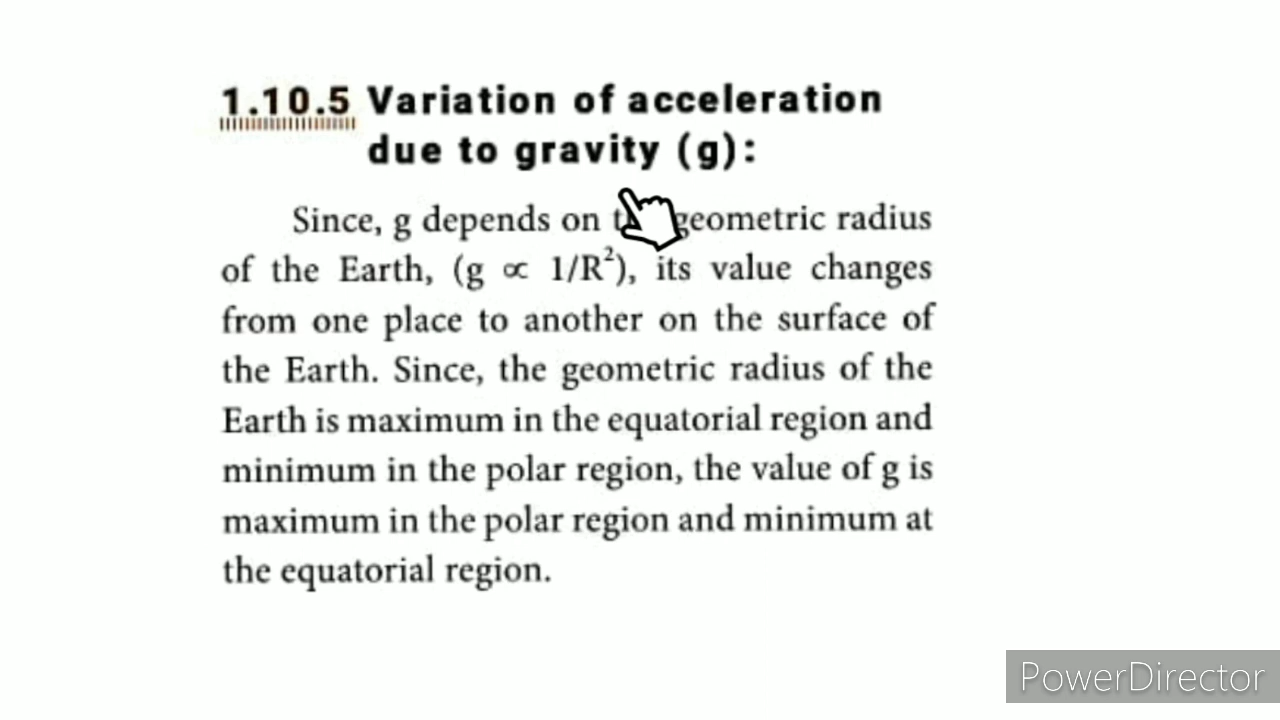 1.10.5 Variation of acceleration
due to gravity (g):
Since, g depends on geometric radius
of the Earth, (g ∝ 1/R²), its value changes
from one place to another on the surface of
the Earth. Since, the geometric radius of the
Earth is maximum in the equatorial region and
minimum in the polar region, the value of g is
maximum in the polar region and minimum at
the equatorial region.
PowerDirector